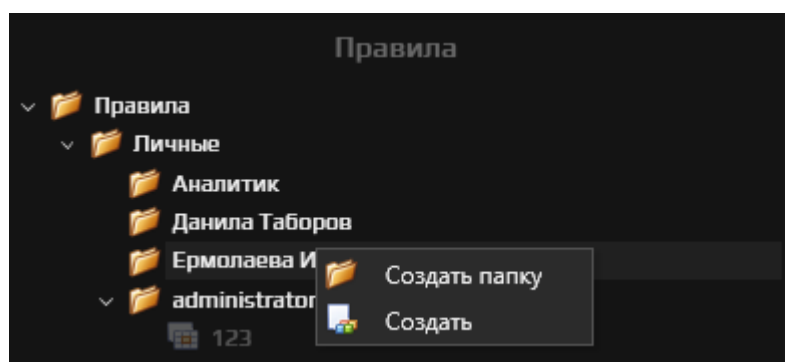 Правила
Правила
Личные
Аналитик
Данила Таборов
Ермолаева И
Создать папку
administrator
Создать
123